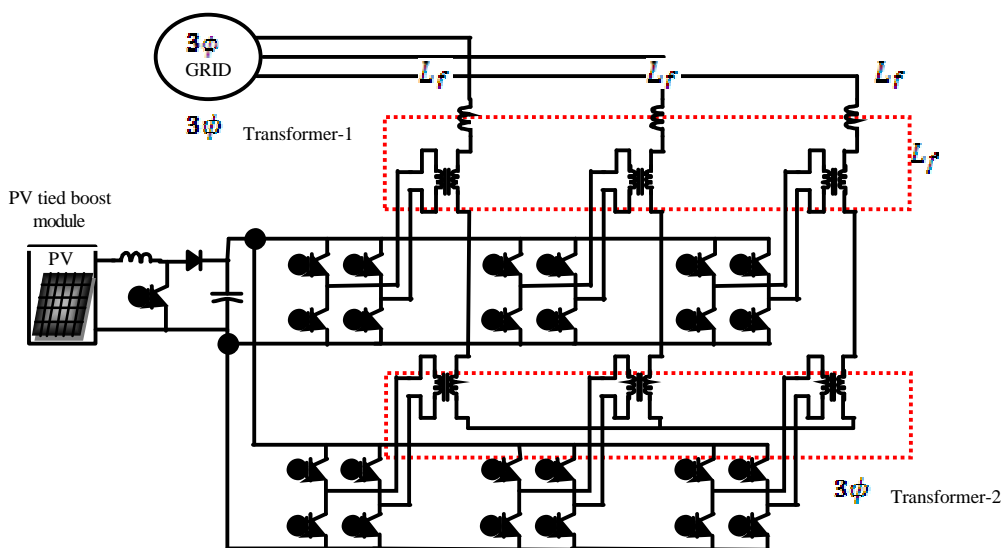 3φ
GRID
L_f
L_f
L_f
3ϕ Transformer-1
L_f
PV tied boost
module
PV
3ϕ Transformer-2